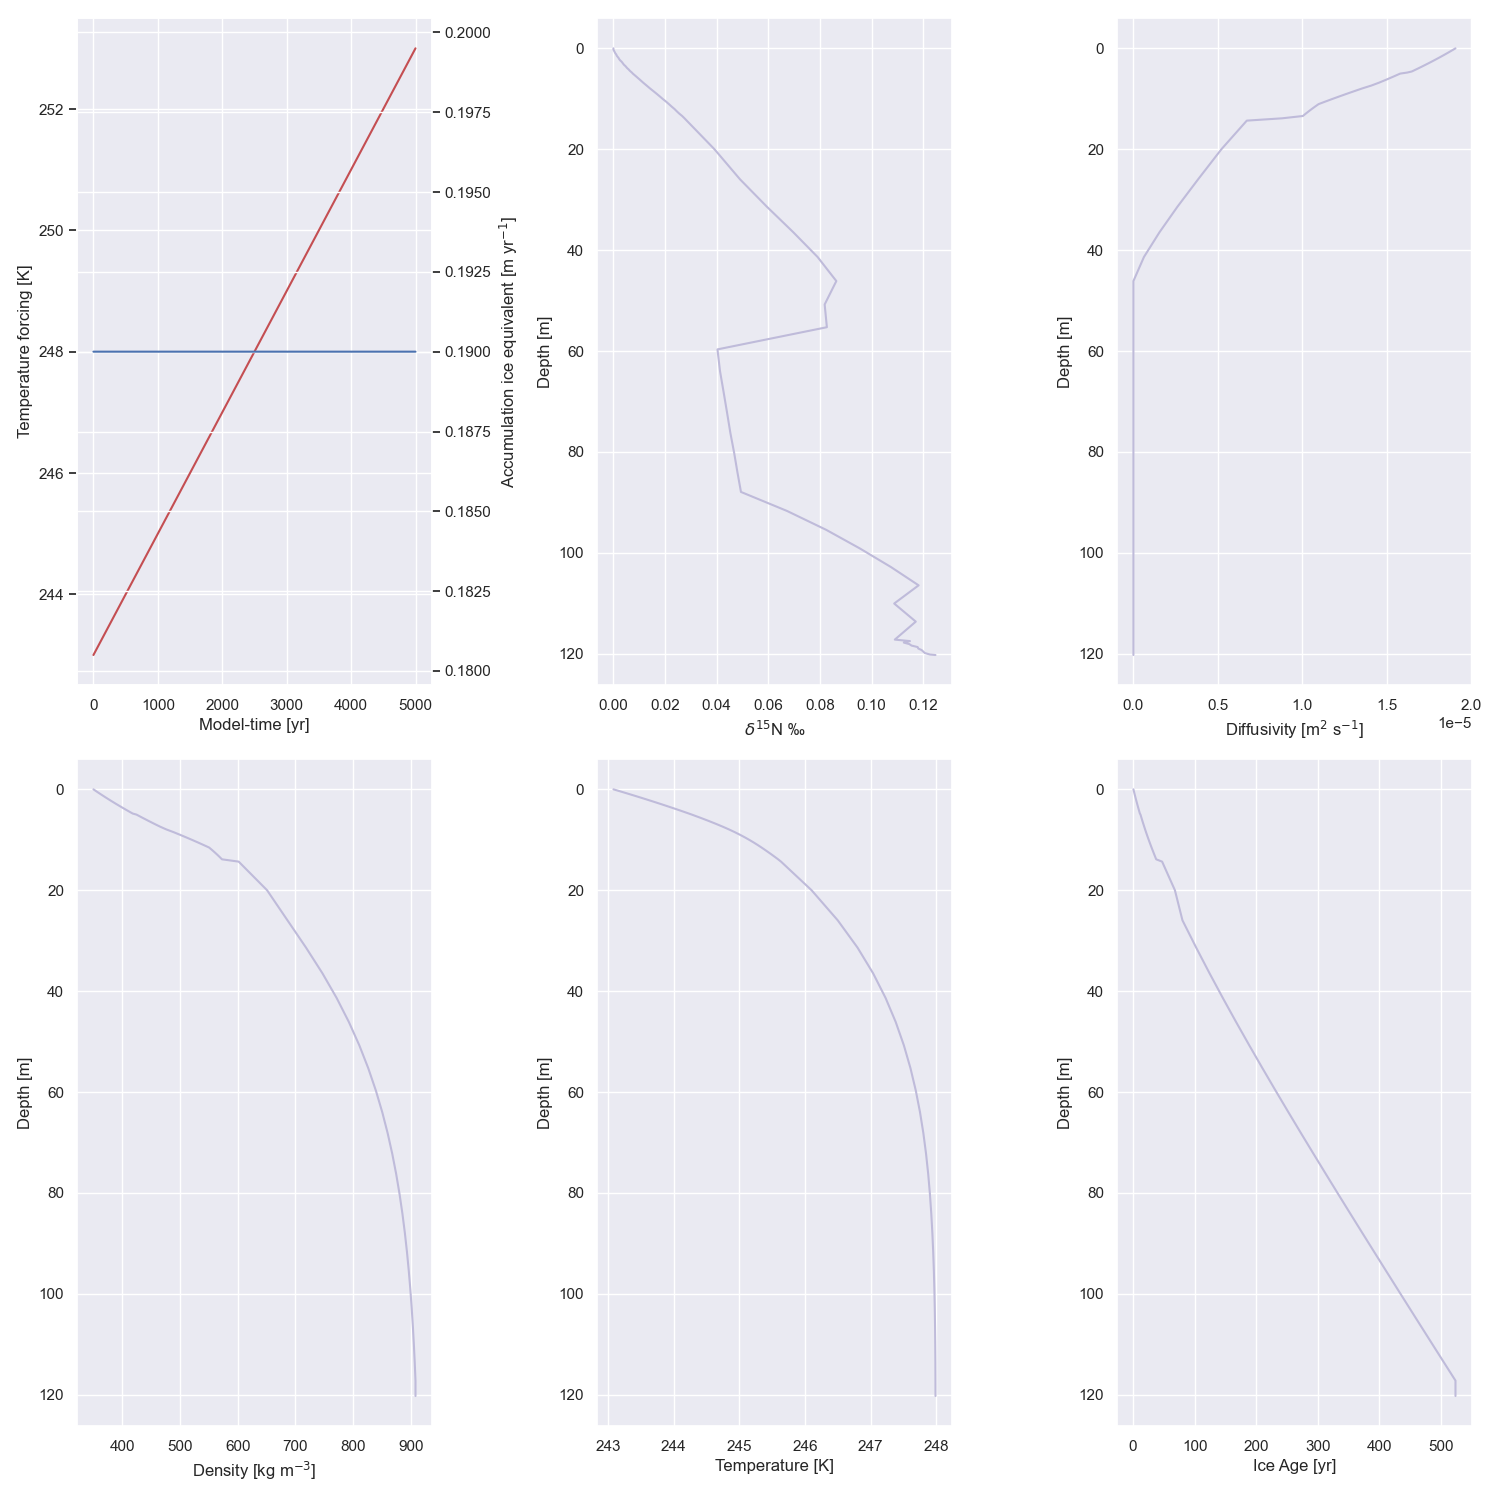 Temperature forcing [K]
252
250
248
246
244
0.2000
0.1975
0.1950
0.1925
0.1900
0.1875
0.1850
0.1825
0.1800
Accumulation ice equivalent [m yr⁻¹]
0 1000 2000 3000 4000 5000
Model-time [yr]
Depth [m]
0
20
40
60
80
100
120
0.00 0.02 0.04 0.06 0.08 0.10 0.12
δ¹⁵N ‰
Depth [m]
0
20
40
60
80
100
120
0.0 0.5 1.0 1.5 2.0
1e−5
Diffusivity [m² s⁻¹]
Depth [m]
0
20
40
60
80
100
120
400 500 600 700 800 900
Density [kg m⁻³]
Depth [m]
0
20
40
60
80
100
120
243 244 245 246 247 248
Temperature [K]
Depth [m]
0
20
40
60
80
100
120
0 100 200 300 400 500
Ice Age [yr]